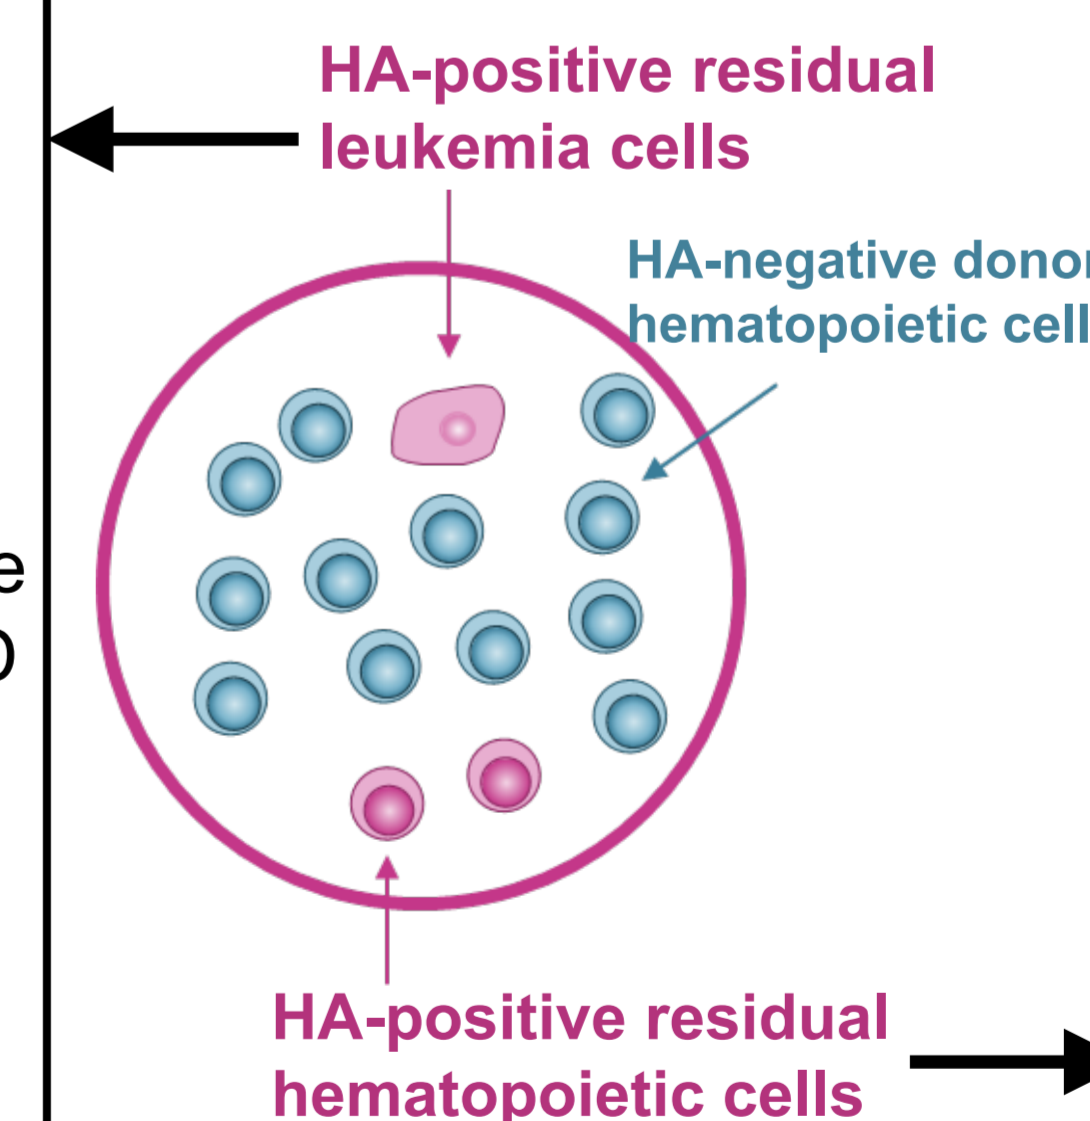 HA-positive residual
leukemia cells
HA-negative donor
hematopoietic cell
e
HA-positive residual
hematopoietic cells